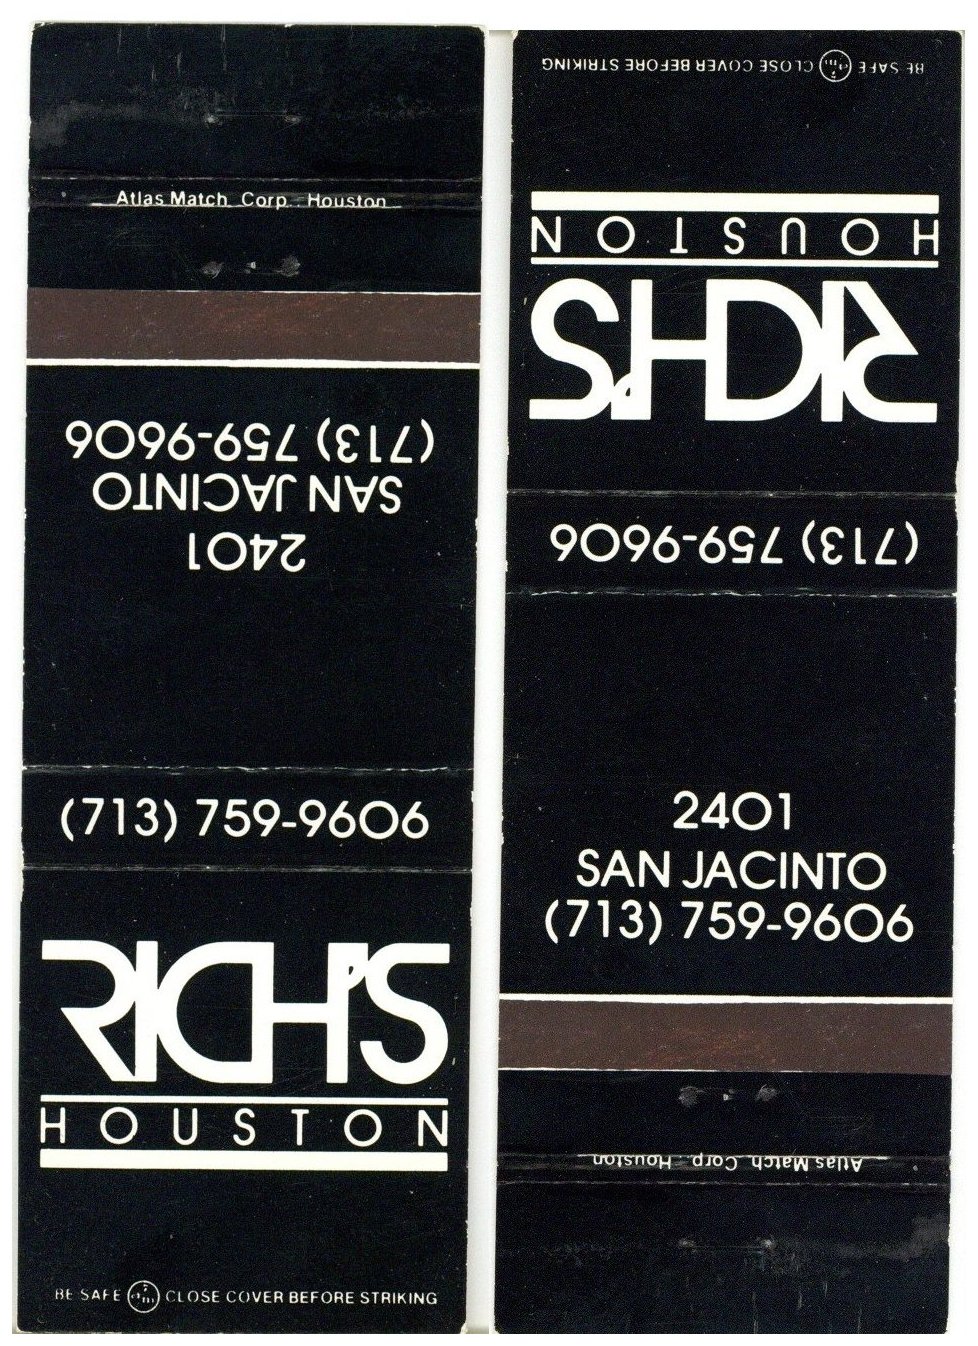 Atlas Match Corp. Houston
(713) 759-9606
SAN JACINTO
2401
(713) 759-9606
RICH'S
HOUSTON
BE SAFE CLOSE COVER BEFORE STRIKING
BE SAFE CLOSE COVER BEFORE STRIKING
HOUSTON
RICH'S
(713) 759-9606
2401
SAN JACINTO
(713) 759-9606
Atlas Match Corp. Houston